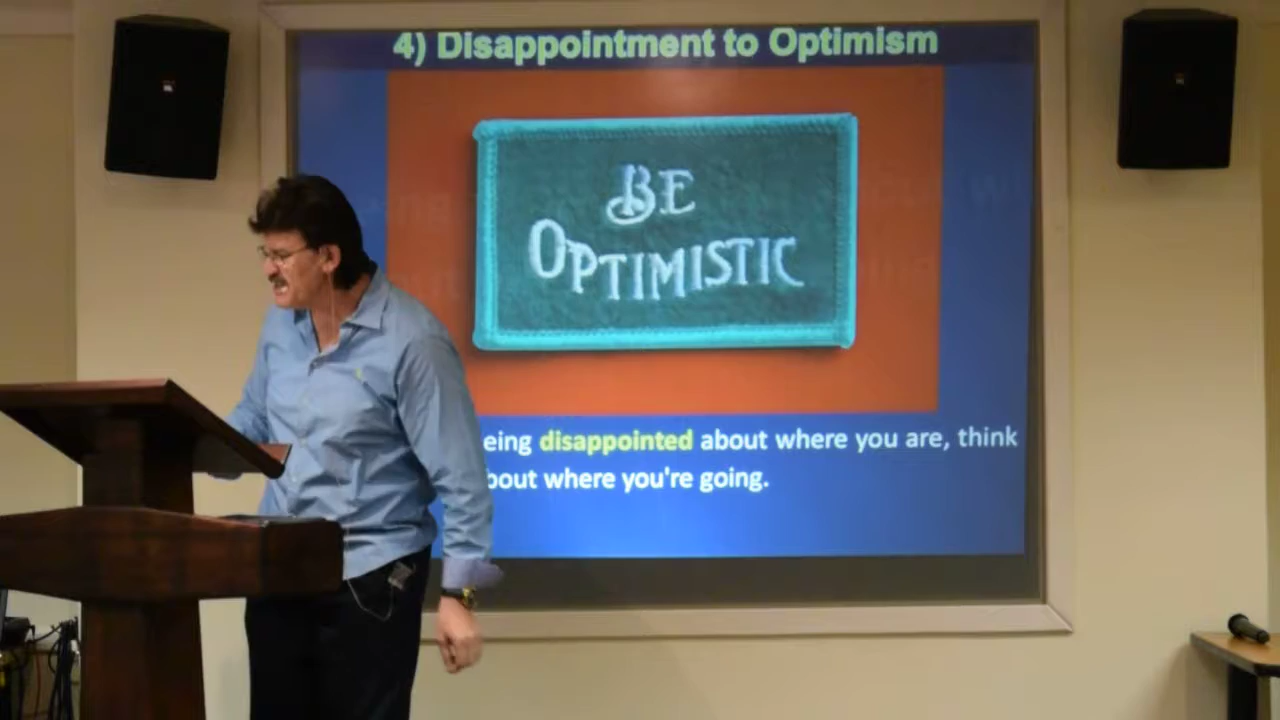 4) Disappointment to Optimism
BE
OPTIMISTIC
eing disappointed about where you are, think
bout where you're going.